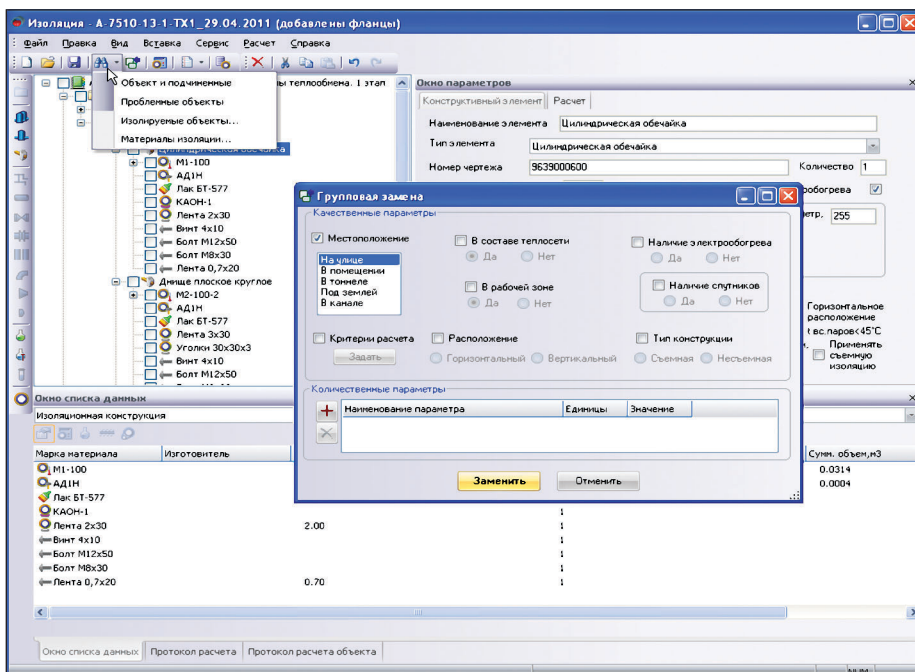 Изоляция - А-7510-13-1-ТХ1_29.04.2011 (добавлены фланцы)
Файл Правка Вид Вставка Сервис Расчет Справка
ы теплообмена. 1 этап
Объект и подчиненные
Проблемные объекты
Изолируемые объекты...
Материалы изоляции...
Цилиндрическая обечайка
М1-100
АД1Н
Лак БТ-577
КАОН-1
Лента 2х30
Винт 4х10
Болт М12х50
Болт М8х30
Лента 0,7х20
Днище плоское круглое
М2-100-2
АД1Н
Лак БТ-577
Лента 3х30
Уголки 30х30х3
Винт 4х10
Болт М12х50
Окно параметров
Конструктивный элемент Расчет
Наименование элемента Цилиндрическая обечайка
Тип элемента Цилиндрическая обечайка
Номер чертежа 9639000600 Количество 1
обогрева
метр. 255
Горизонтальное расположение
t вс.паров<45°С
Применять съемную изоляцию
Групповая замена
Качественные параметры
Местоположение
На улице
В помещении
В тоннеле
Под землей
В канале
В составе теплосети
Да Нет
В рабочей зоне
Да Нет
Наличие электрообогрева
Да Нет
Наличие спутников
Да Нет
Критерии расчета
Задать
Расположение
Горизонтальный Вертикальный
Тип конструкции
Съемная Несъемная
Количественные параметры
Наименование параметра Единицы Значение
Заменить Отменить
Окно списка данных
Изоляционная конструкция
Марка материала Изготовитель Сумм. объем,м3
М1-100 0.0314
АД1Н 0.0004
Лак БТ-577
КАОН-1 1
Лента 2х30 2.00 1
Винт 4х10 1
Болт М12х50 1
Болт М8х30 1
Лента 0,7х20 0.70 1
Окно списка данных Протокол расчета Протокол расчета объекта
NUM